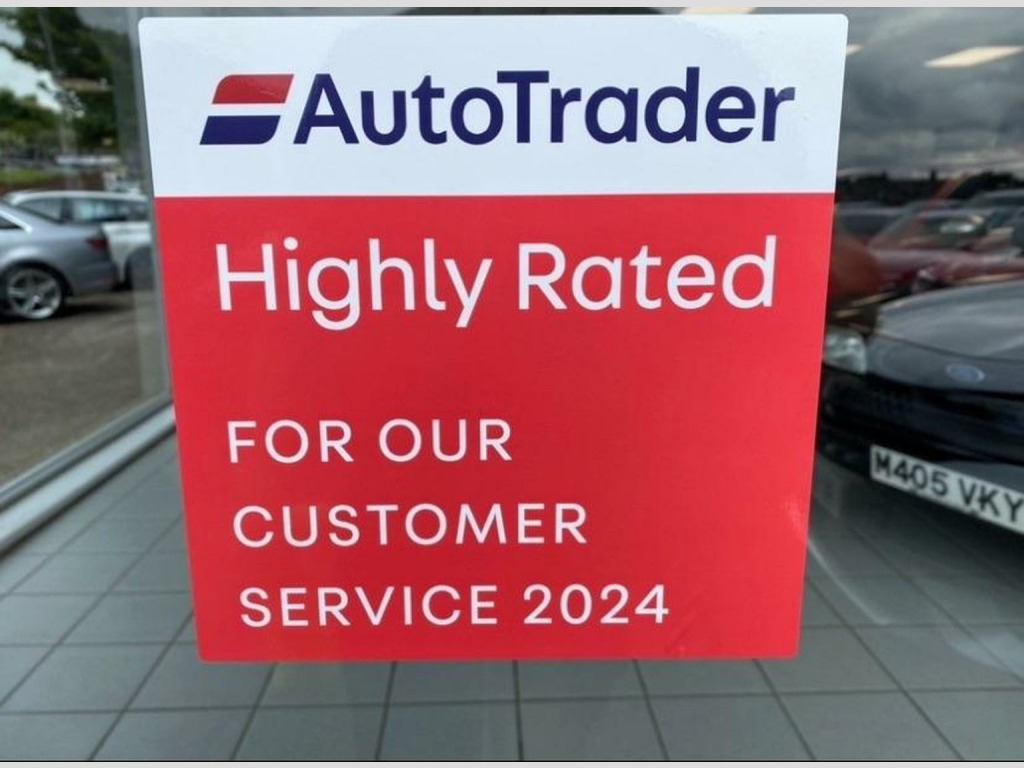 AutoTrader
Highly Rated
FOR OUR
CUSTOMER
SERVICE 2024
M405 VKY